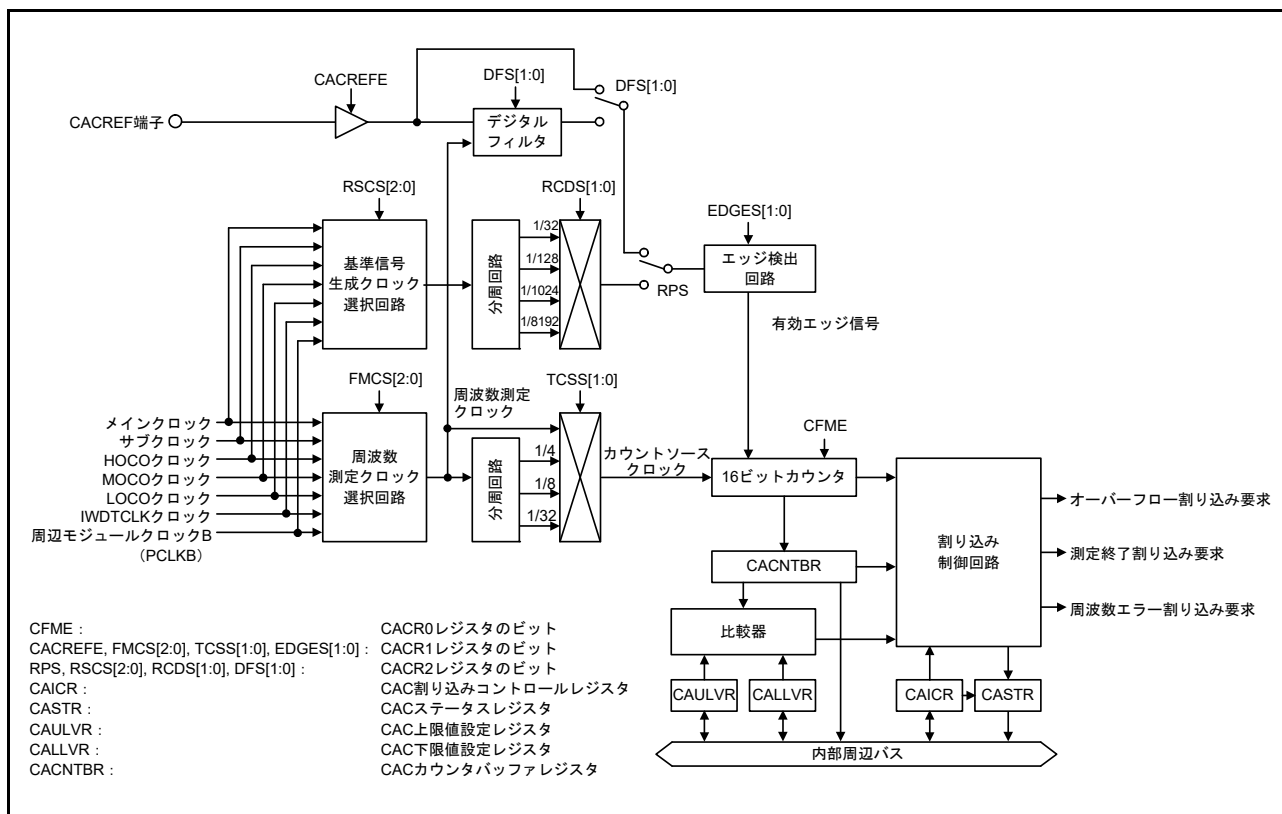 CACREFE
DFS[1:0]
DFS[1:0]
CACREF端子
デジタル
フィルタ
RSCS[2:0]
RCDS[1:0]
EDGES[1:0]
基準信号
生成クロック
選択回路
分周回路
1/32
1/128
1/1024
1/8192
RPS
エッジ検出
回路
有効エッジ信号
FMCS[2:0]
周波数測定
クロック
TCSS[1:0]
CFME
メインクロック
サブクロック
HOCOクロック
MOCOクロック
LOCOクロック
IWDTCLKクロック
周辺モジュールクロックB
(PCLKB)
周波数
測定クロック
選択回路
分周回路
1/4
1/8
1/32
カウントソース
クロック
16ビットカウンタ
CACNTBR
比較器
割り込み
制御回路
オーバーフロー割り込み要求
測定終了割り込み要求
周波数エラー割り込み要求
CAULVR
CALLVR
CAICR
CASTR
内部周辺バス
CFME : CACR0レジスタのビット
CACREFE, FMCS[2:0], TCSS[1:0], EDGES[1:0] : CACR1レジスタのビット
RPS, RSCS[2:0], RCDS[1:0], DFS[1:0] : CACR2レジスタのビット
CAICR : CAC割り込みコントロールレジスタ
CASTR : CACステータスレジスタ
CAULVR : CAC上限値設定レジスタ
CALLVR : CAC下限値設定レジスタ
CACNTBR : CACカウンタバッファレジスタ